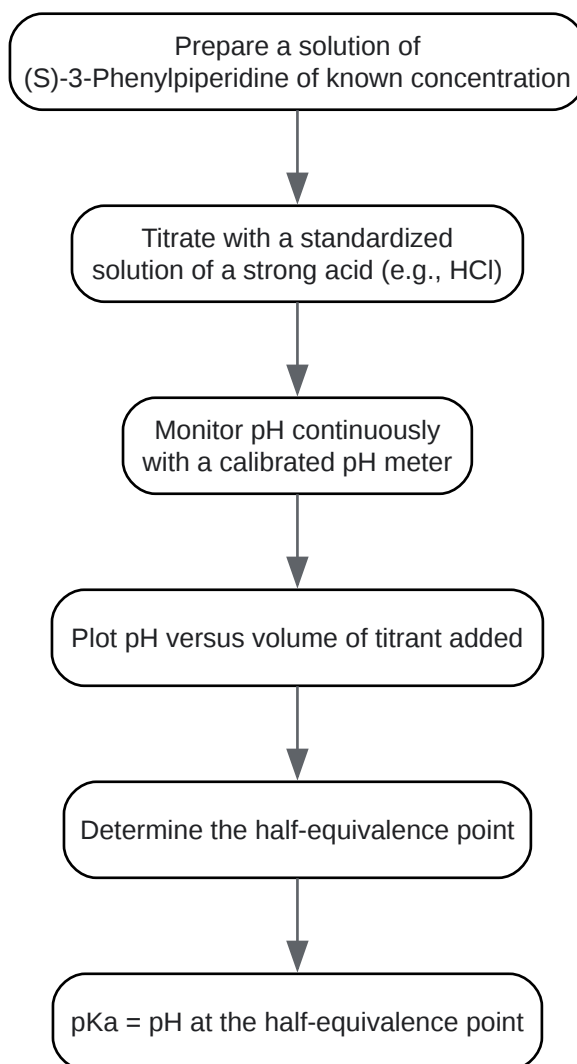 Prepare a solution of
(S)-3-Phenylpiperidine of known concentration
Titrate with a standardized
solution of a strong acid (e.g., HCl)
Monitor pH continuously
with a calibrated pH meter
Plot pH versus volume of titrant added
Determine the half-equivalence point
pKa = pH at the half-equivalence point